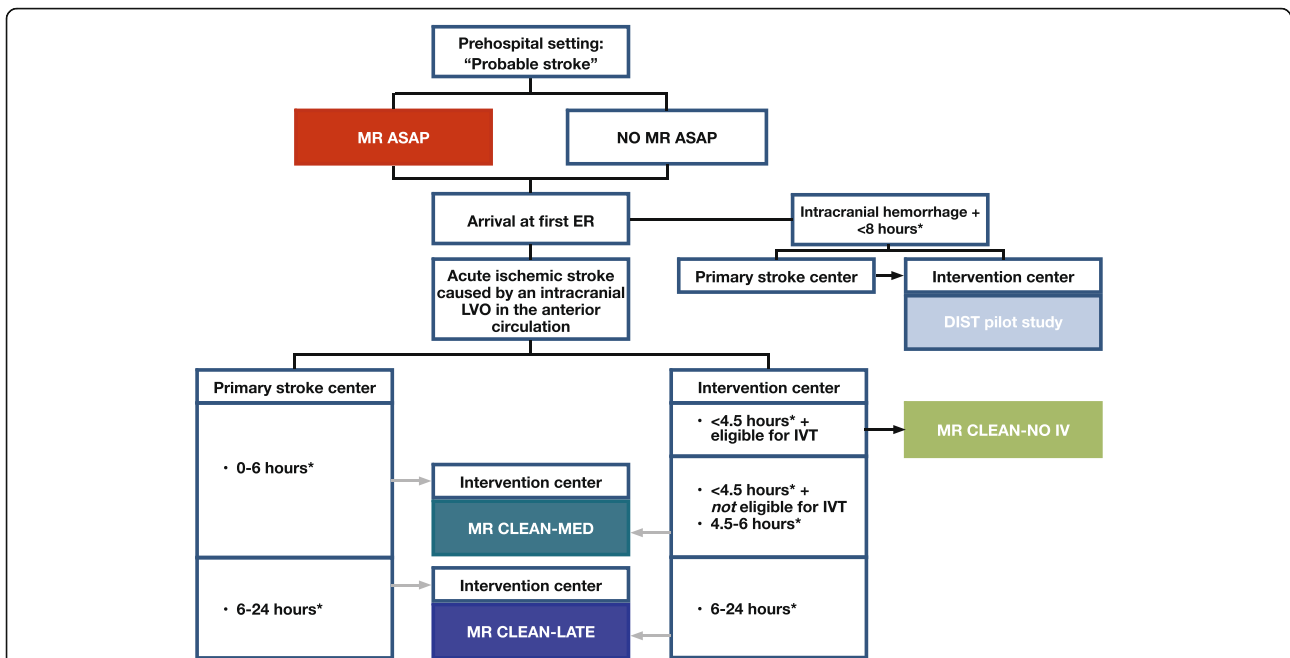 Prehospital setting:
“Probable stroke”
MR ASAP
NO MR ASAP
Arrival at first ER
Intracranial hemorrhage +
<8 hours*
Primary stroke center
Intervention center
DIST pilot study
Acute ischemic stroke
caused by an intracranial
LVO in the anterior
circulation
Primary stroke center
• 0-6 hours*
• 6-24 hours*
Intervention center
MR CLEAN-MED
Intervention center
MR CLEAN-LATE
Intervention center
• <4.5 hours* +
eligible for IVT
• <4.5 hours* +
not eligible for IVT
• 4.5-6 hours*
• 6-24 hours*
MR CLEAN-NO IV